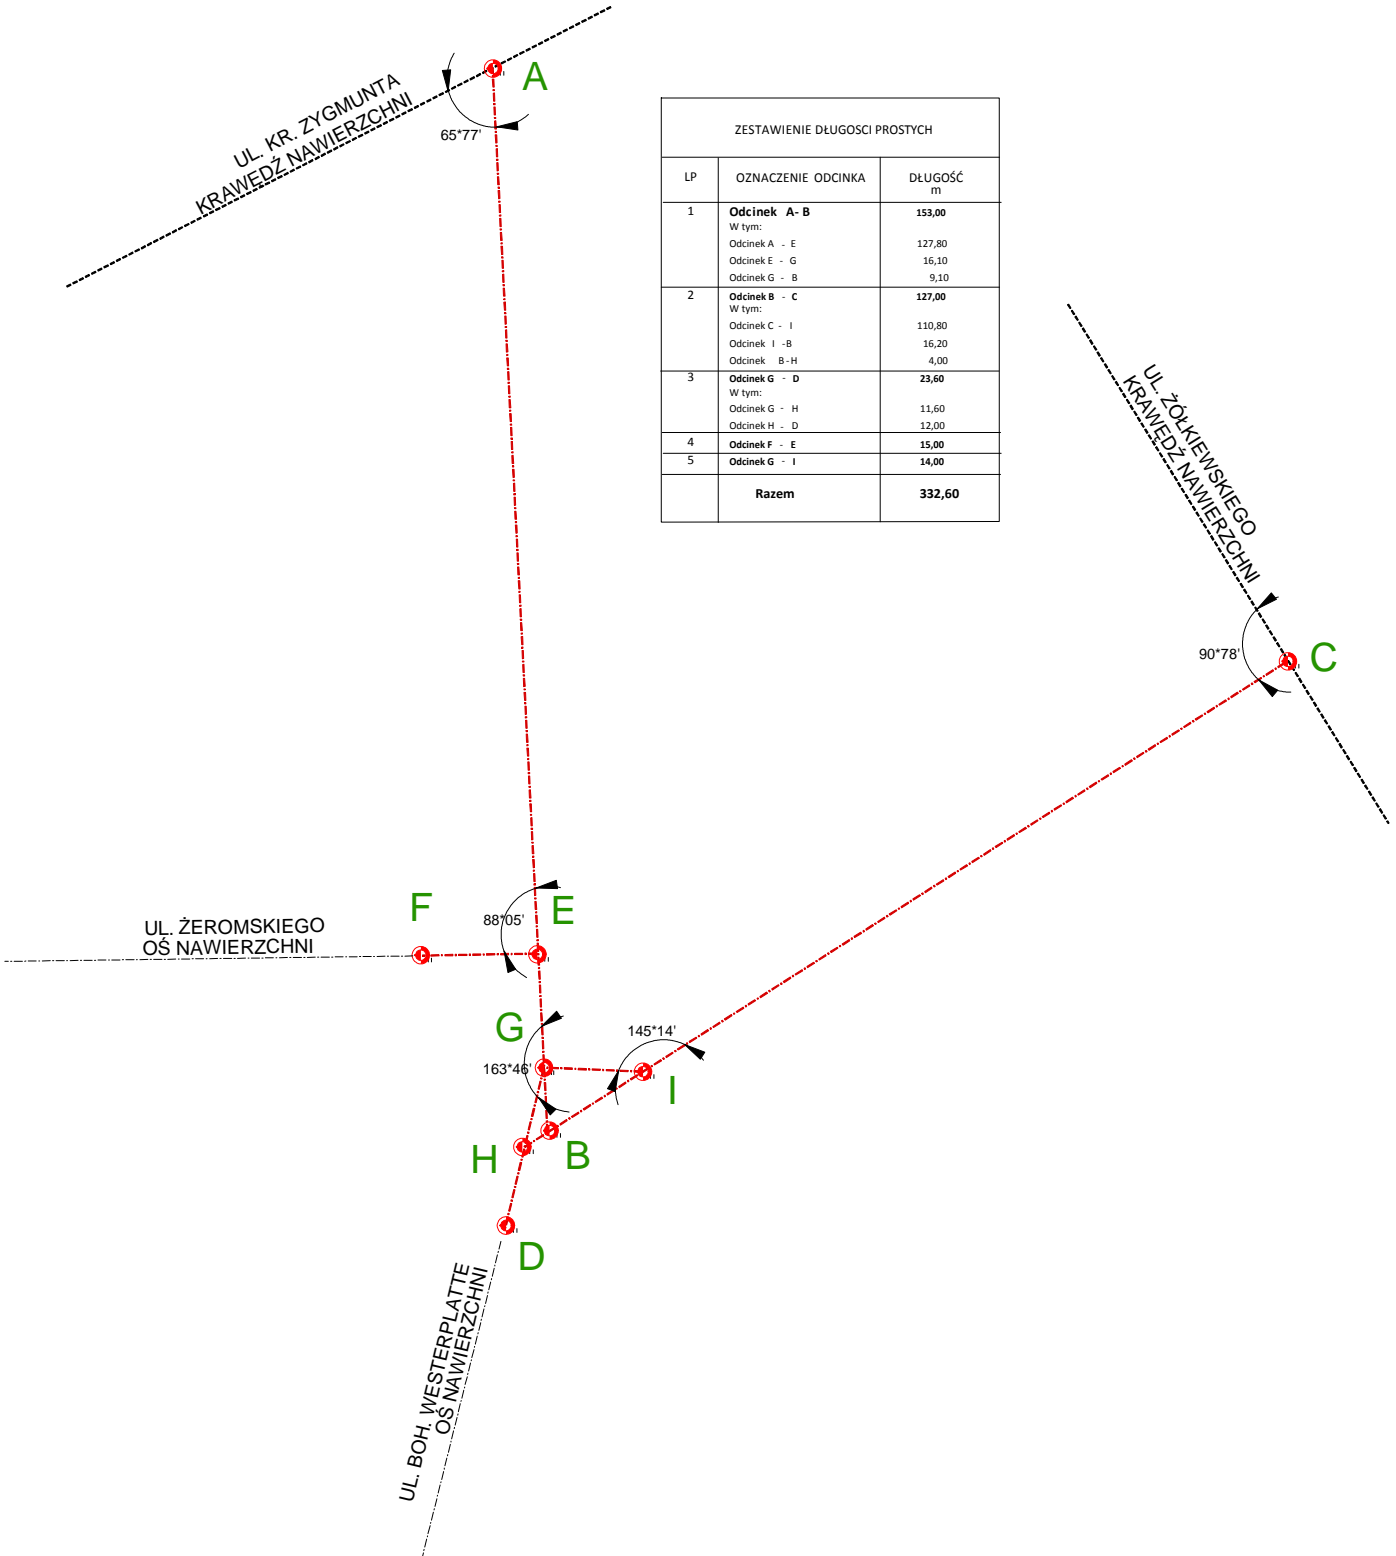 A
UL. KR. ZYGMUNTA
KRAWĘDŹ NAWIERZCHNI
65*77'
ZESTAWIENIE DŁUGOSCI PROSTYCH
LP OZNACZENIE ODCINKA DŁUGOŚĆ
m
1 Odcinek A- B 153,00
W tym:
Odcinek A - E 127,80
Odcinek E - G 16,10
Odcinek G - B 9,10
2 Odcinek B - C 127,00
W tym:
Odcinek C - I 110,80
Odcinek I -B 16,20
Odcinek B-H 4,00
3 Odcinek G - D 23,60
W tym:
Odcinek G - H 11,60
Odcinek H - D 12,00
4 Odcinek F - E 15,00
5 Odcinek G - I 14,00
Razem 332,60
UL. ŻÓŁKIEWSKIEGO
KRAWĘDŹ NAWIERZCHNI
90*78'
C
F
88*05'
E
UL. ŻEROMSKIEGO
OŚ NAWIERZCHNI
G
145*14'
163*46'
I
H
B
D
UL. BOH. WESTERPLATTE
OŚ NAWIERZCHNI